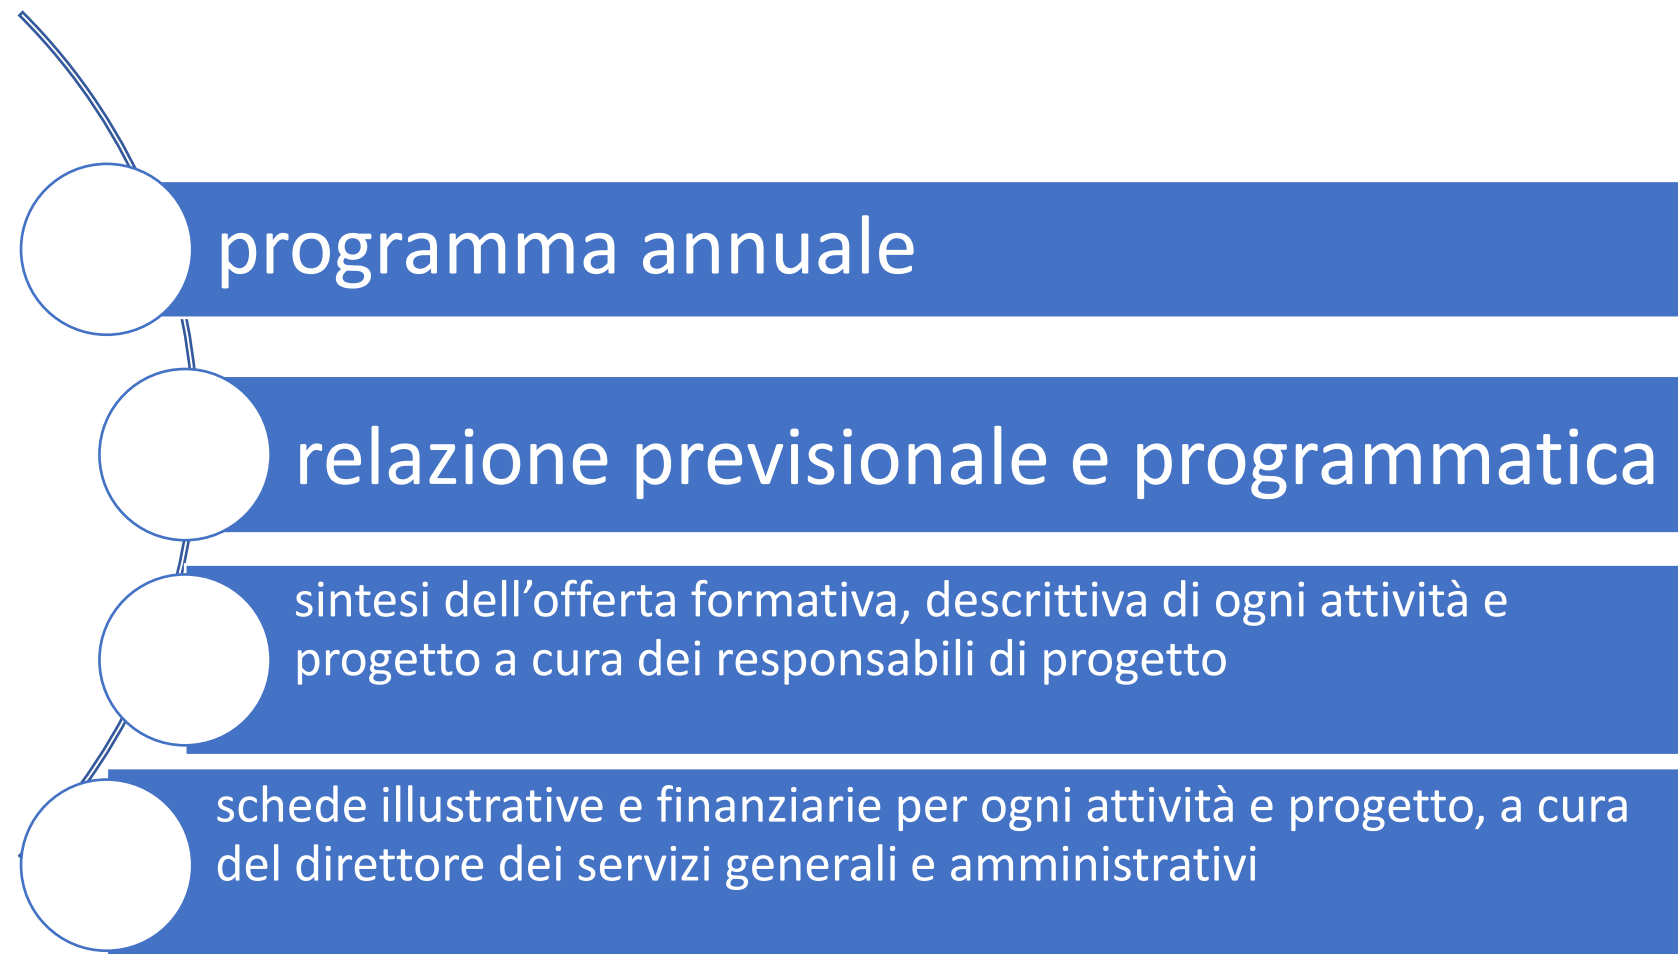 programma annuale
relazione previsionale e programmatica
sintesi dell’offerta formativa, descrittiva di ogni attività e
progetto a cura dei responsabili di progetto
schede illustrative e finanziarie per ogni attività e progetto, a cura
del direttore dei servizi generali e amministrativi